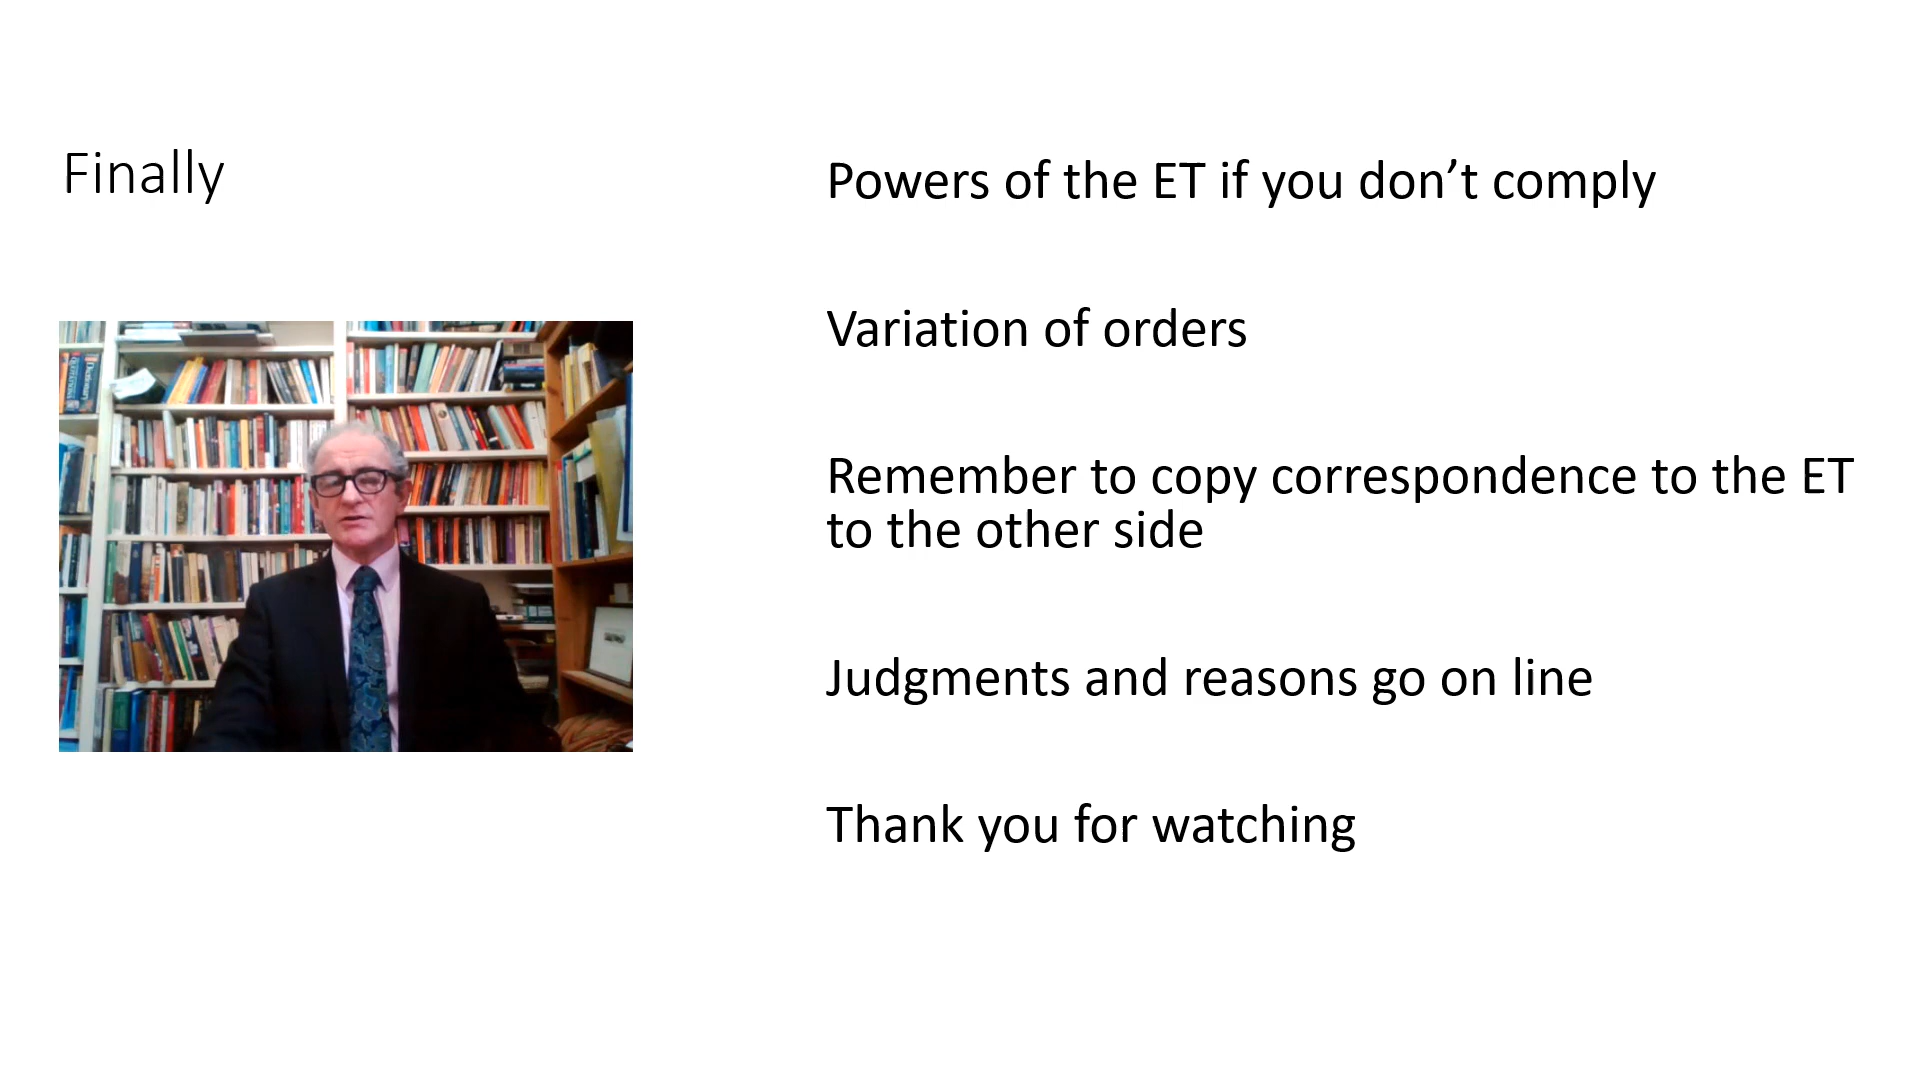 Finally
Powers of the ET if you don’t comply
Variation of orders
Remember to copy correspondence to the ET
to the other side
Judgments and reasons go on line
Thank you for watching
Dictionary